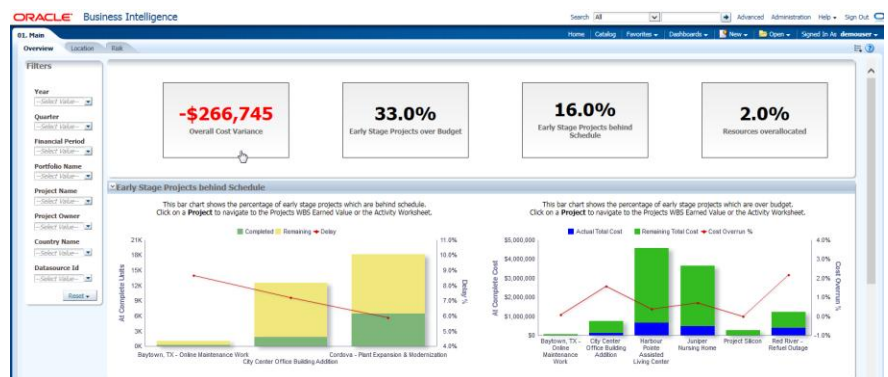 ORACLE Business Intelligence
Search All Advanced Administration Help Sign Out
01. Main
Home Catalog Favorites Dashboards New Open Signed In As demouser
Overview Location Risk
Filters
Year
--Select Value--
Quarter
--Select Value--
Financial Period
--Select Value--
Portfolio Name
--Select Value--
Project Name
--Select Value--
Project Owner
--Select Value--
Country Name
--Select Value--
Datasource Id
--Select Value--
Reset
-$266,745
Overall Cost Variance
33.0%
Early Stage Projects over Budget
16.0%
Early Stage Projects behind
Schedule
2.0%
Resources overallocated
Early Stage Projects behind Schedule
This bar chart shows the percentage of early stage projects which are behind schedule.
Click on a Project to navigate to the Projects WBS Earned Value or the Activity Worksheet.
Completed Remaining Delay
At Complete Units
21K
18K
15K
12K
9K
6K
3K
0K
11.0%
10.0%
9.0%
8.0%
7.0%
6.0%
5.0%
4.0%
Delay %
Baytown, TX - Online Maintenance Work
City Center Office Building Addition
Cordova - Plant Expansion & Modernization
This bar chart shows the percentage of early stage projects which are over budget.
Click on a Project to navigate to the Projects WBS Earned Value or the Activity Worksheet.
Actual Total Cost Remaining Total Cost Cost Overrun %
At Complete Cost
$5,000,000
$4,000,000
$3,000,000
$2,000,000
$1,000,000
$0
4.0%
3.0%
2.0%
1.0%
0.0%
-1.0%
Cost Overrun %
Baytown, TX -
Online
Maintenance
Work
City Center
Office Building
Addition
Harbour
Pointe
Assisted
Living Center
Juniper
Nursing Home
Project Silicon
Red River -
Refuel Outage